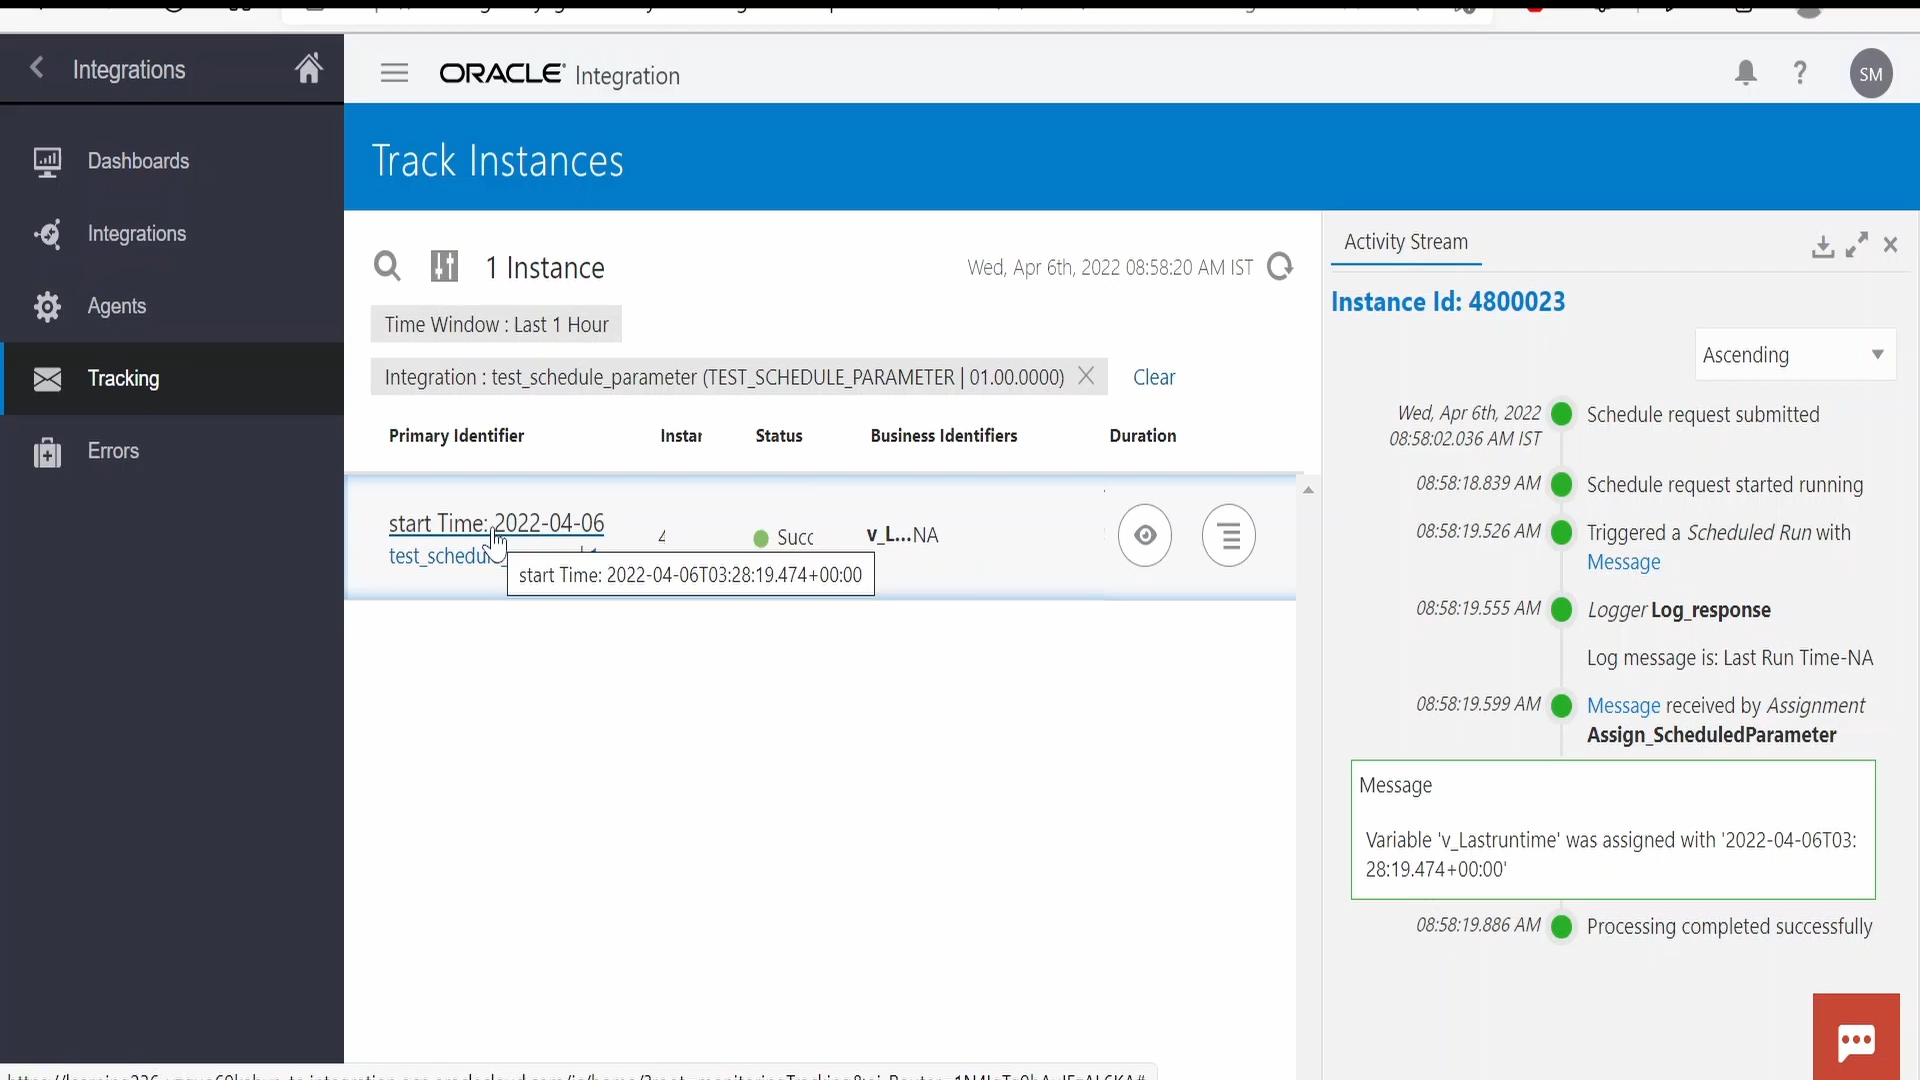 Integrations
ORACLE Integration
SM
Dashboards
Integrations
Agents
Tracking
Errors
Track Instances
1 Instance
Wed, Apr 6th, 2022 08:58:20 AM IST
Time Window : Last 1 Hour
Integration : test_schedule_parameter (TEST_SCHEDULE_PARAMETER | 01.00.0000)
Clear
Primary Identifier
Instar
Status
Business Identifiers
Duration
start Time: 2022-04-06
4
Succ
v_L...NA
start Time: 2022-04-06T03:28:19.474+00:00
Activity Stream
Instance Id: 4800023
Ascending
Wed, Apr 6th, 2022
08:58:02.036 AM IST
Schedule request submitted
08:58:18.839 AM
Schedule request started running
08:58:19.526 AM
Triggered a Scheduled Run with
Message
08:58:19.555 AM
Logger Log_response
Log message is: Last Run Time-NA
08:58:19.599 AM
Message received by Assignment
Assign_ScheduledParameter
Message
Variable 'v_Lastruntime' was assigned with '2022-04-06T03:
28:19.474+00:00'
08:58:19.886 AM
Processing completed successfully